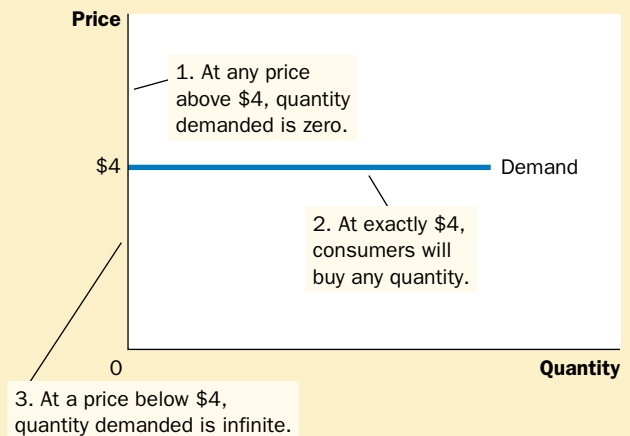 Price
1. At any price
above $4, quantity
demanded is zero.
$4
Demand
2. At exactly $4,
consumers will
buy any quantity.
0
Quantity
3. At a price below $4,
quantity demanded is infinite.